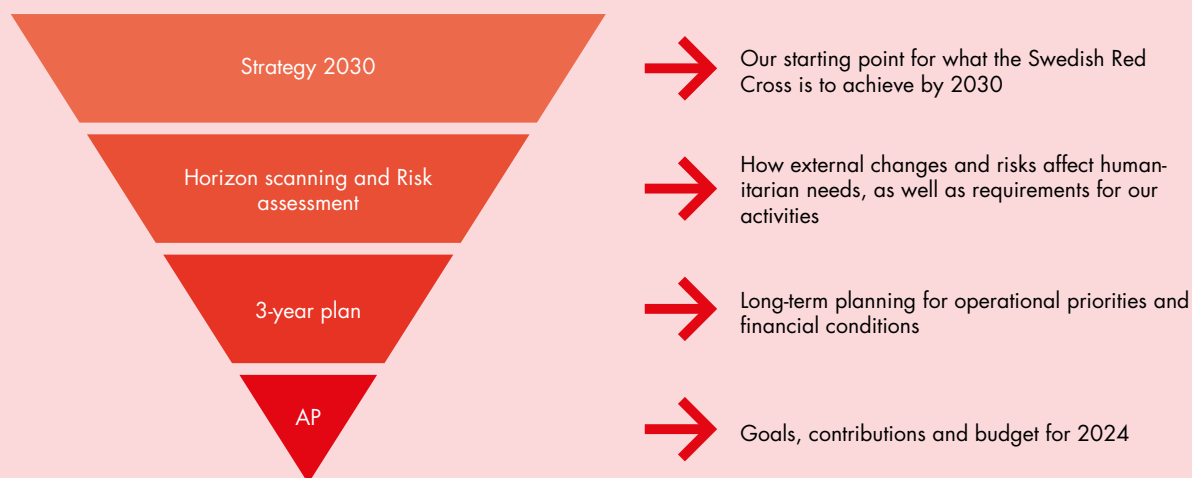 Strategy 2030
Our starting point for what the Swedish Red
Cross is to achieve by 2030
Horizon scanning and Risk
assessment
How external changes and risks affect human-
itarian needs, as well as requirements for our
activities
3-year plan
Long-term planning for operational priorities and
financial conditions
AP
Goals, contributions and budget for 2024